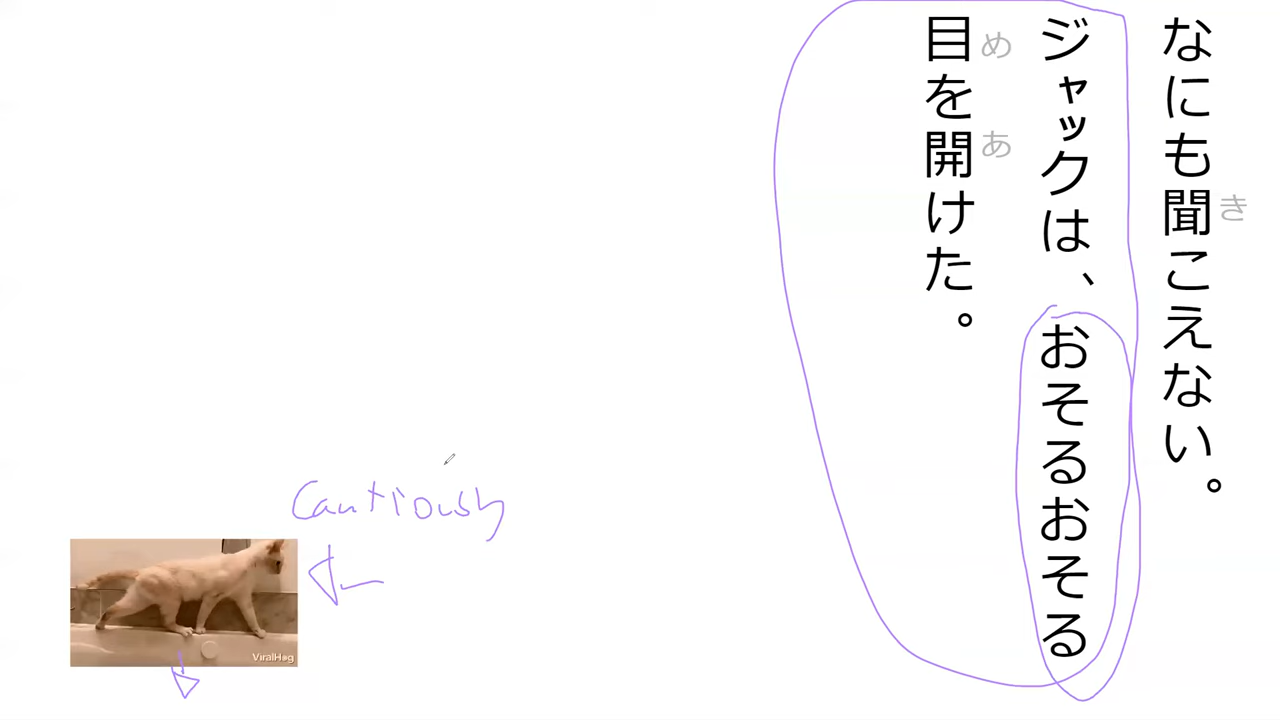 なにも聞こえない。
き
ジャックは、おそるおそる
目を開けた。
め あ
Cautiously
ViralHog